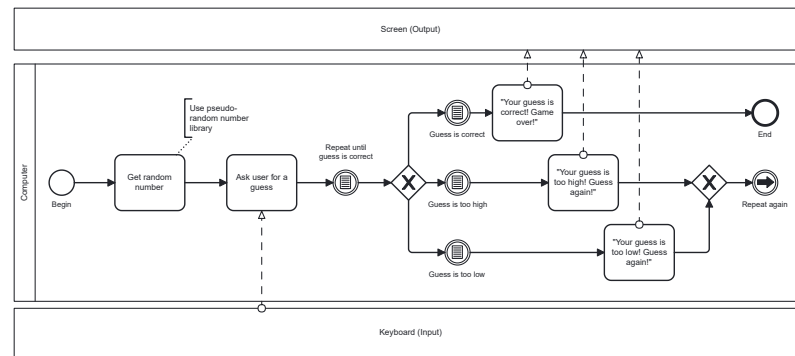 Screen (Output)
Computer
Use pseudo-
random number
library
Begin
Get random
number
Ask user for a
guess
Repeat until
guess is correct
Guess is correct
"Your guess is
correct! Game
over!"
End
Guess is too high
"Your guess is
too high! Guess
again!"
Repeat again
Guess is too low
"Your guess is
too low! Guess
again!"
Keyboard (Input)